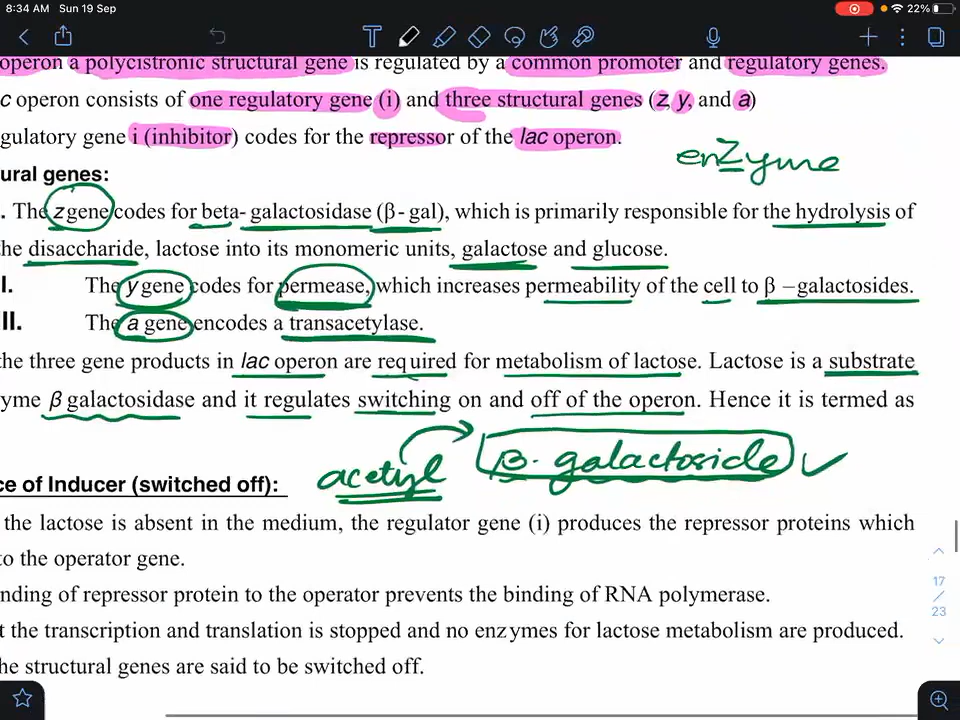 8:34 AM Sun 19 Sep
22%
operon a polycistronic structural gene is regulated by a common promoter and regulatory genes.
c operon consists of one regulatory gene (i) and three structural genes (z, y, and a)
gulatory gene i (inhibitor) codes for the repressor of the lac operon.
enzyme
ural genes:
. The z gene codes for beta- galactosidase (β- gal), which is primarily responsible for the hydrolysis of
the disaccharide, lactose into its monomeric units, galactose and glucose.
I. The y gene codes for permease, which increases permeability of the cell to β –galactosides.
II. The a gene encodes a transacetylase.
the three gene products in lac operon are required for metabolism of lactose. Lactose is a substrate
yme β galactosidase and it regulates switching on and off of the operon. Hence it is termed as
acetyl β- galactoside
ce of Inducer (switched off):
the lactose is absent in the medium, the regulator gene (i) produces the repressor proteins which
to the operator gene.
nding of repressor protein to the operator prevents the binding of RNA polymerase.
t the transcription and translation is stopped and no enzymes for lactose metabolism are produced.
he structural genes are said to be switched off.
17
/
23